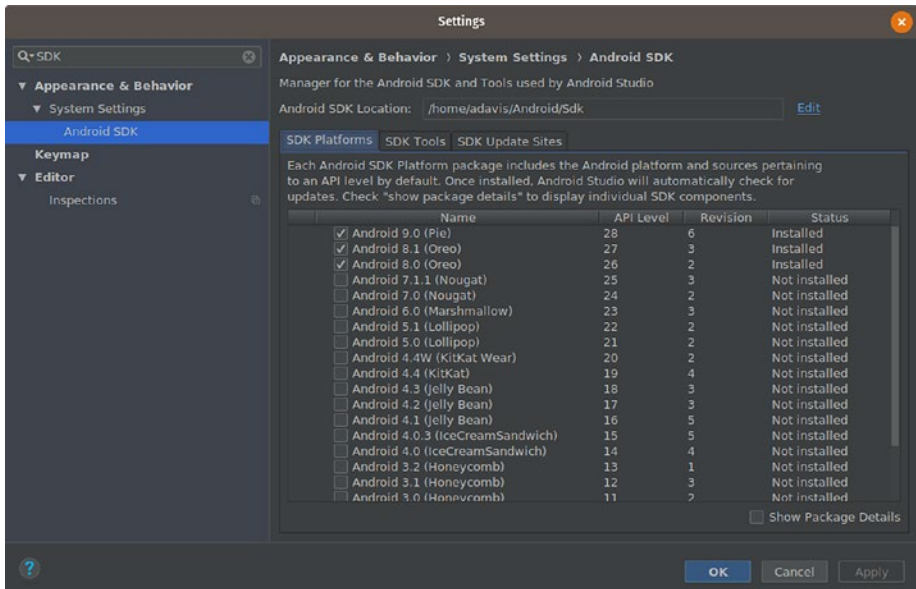 Settings
SDK
Appearance & Behavior
System Settings
Android SDK
Keymap
Editor
Inspections
Appearance & Behavior › System Settings › Android SDK
Manager for the Android SDK and Tools used by Android Studio
Android SDK Location: /home/adavis/Android/Sdk Edit
SDK Platforms SDK Tools SDK Update Sites
Each Android SDK Platform package includes the Android platform and sources pertaining
to an API level by default. Once installed, Android Studio will automatically check for
updates. Check "show package details" to display individual SDK components.
Name API Level Revision Status
Android 9.0 (Pie) 28 6 Installed
Android 8.1 (Oreo) 27 3 Installed
Android 8.0 (Oreo) 26 2 Installed
Android 7.1.1 (Nougat) 25 3 Not installed
Android 7.0 (Nougat) 24 2 Not installed
Android 6.0 (Marshmallow) 23 3 Not installed
Android 5.1 (Lollipop) 22 2 Not installed
Android 5.0 (Lollipop) 21 2 Not installed
Android 4.4W (KitKat Wear) 20 2 Not installed
Android 4.4 (KitKat) 19 4 Not installed
Android 4.3 (Jelly Bean) 18 3 Not installed
Android 4.2 (Jelly Bean) 17 3 Not installed
Android 4.1 (Jelly Bean) 16 5 Not installed
Android 4.0.3 (IceCreamSandwich) 15 5 Not installed
Android 4.0 (IceCreamSandwich) 14 4 Not installed
Android 3.2 (Honeycomb) 13 1 Not installed
Android 3.1 (Honeycomb) 12 3 Not installed
Android 3.0 (Honeycomb) 11 2 Not installed
Show Package Details
? OK Cancel Apply